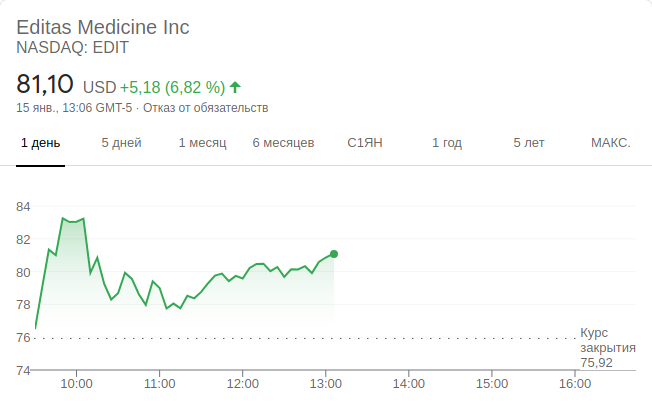 Editas Medicine Inc
NASDAQ: EDIT
81,10 USD +5,18 (6,82 %)
15 янв., 13:06 GMT-5 · Отказ от обязательств
1 день 5 дней 1 месяц 6 месяцев С1ЯН 1 год 5 лет МАКС.
84
82
80
78
76
Курс
закрытия
75,92
74
10:00 11:00 12:00 13:00 14:00 15:00 16:00